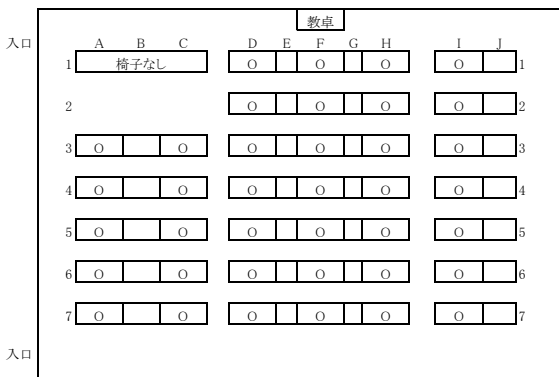 教卓
入口 A B C D E F G H I J
1 椅子なし O O O O 1
2 O O O O 2
3 O O O O O O 3
4 O O O O O O 4
5 O O O O O O 5
6 O O O O O O 6
7 O O O O O O 7
入口